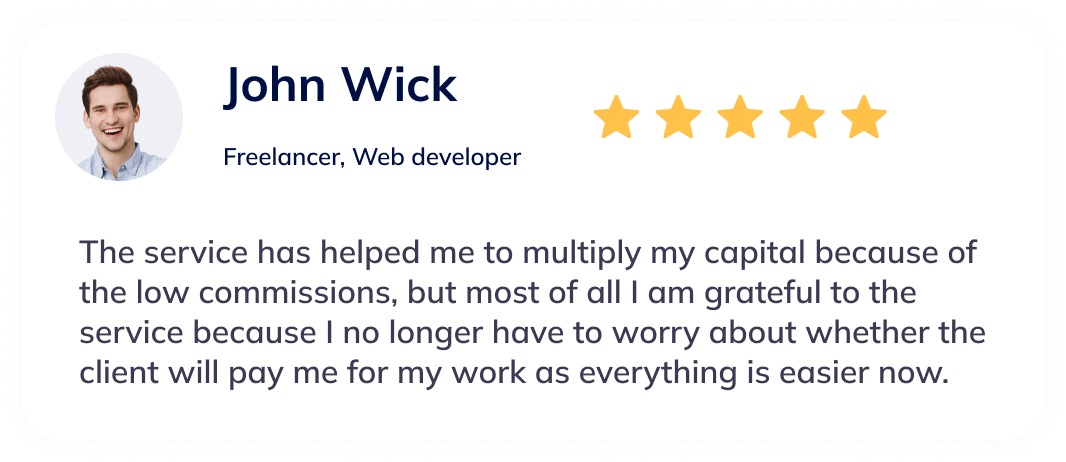 John Wick
Freelancer, Web developer
The service has helped me to multiply my capital because of
the low commissions, but most of all I am grateful to the
service because I no longer have to worry about whether the
client will pay me for my work as everything is easier now.